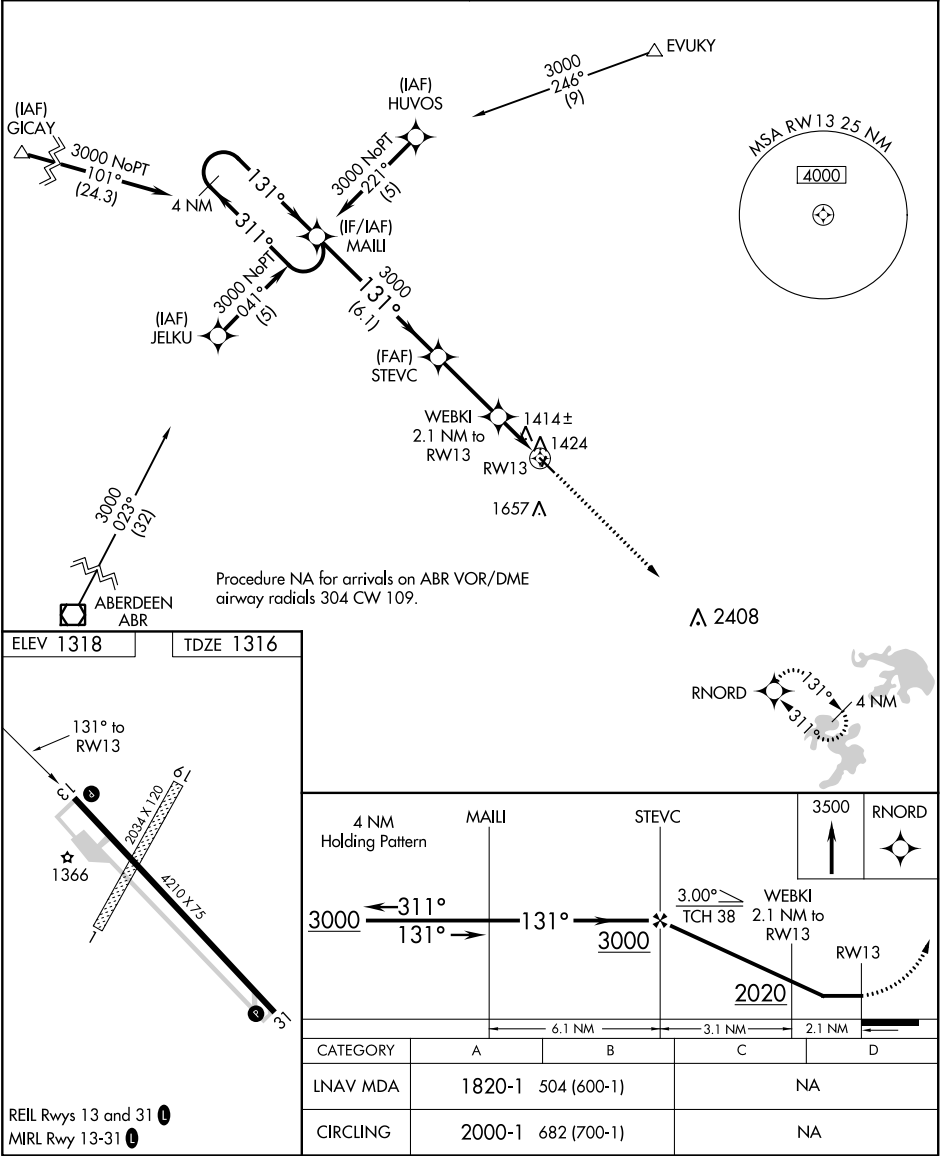 EVUKY
3000
246°
(9)
(IAF)
HUVOS
(IAF)
GICAY
3000 NoPT
101°
(24.3)
3000 NoPT
221°
(5)
MSA RW13 25 NM
4000
4 NM
131°
311°
(IF/IAF)
MAILI
3000 NoPT
041°
(5)
(IAF)
JELKU
3000
131°
(6.1)
(FAF)
STEVC
WEBKI
2.1 NM to
RW13
1414±
1424
RW13
1657
3000
023°
(32)
ABERDEEN
ABR
Procedure NA for arrivals on ABR VOR/DME
airway radials 304 CW 109.
2408
RNORD
131°
311°
4 NM
ELEV 1318
TDZE 1316
131° to
RW13
13
P
19
2034 X 120
1366
4210 X 75
1
P
31
REIL Rwys 13 and 31 L
MIRL Rwy 13-31 L
4 NM
Holding Pattern
MAILI
STEVC
3500
RNORD
3.00°
TCH 38
WEBKI
2.1 NM to
RW13
3000
311°
131°
131°
3000
RW13
2020
6.1 NM
3.1 NM
2.1 NM
CATEGORY A B C D
LNAV MDA 1820-1 504 (600-1) NA
CIRCLING 2000-1 682 (700-1) NA